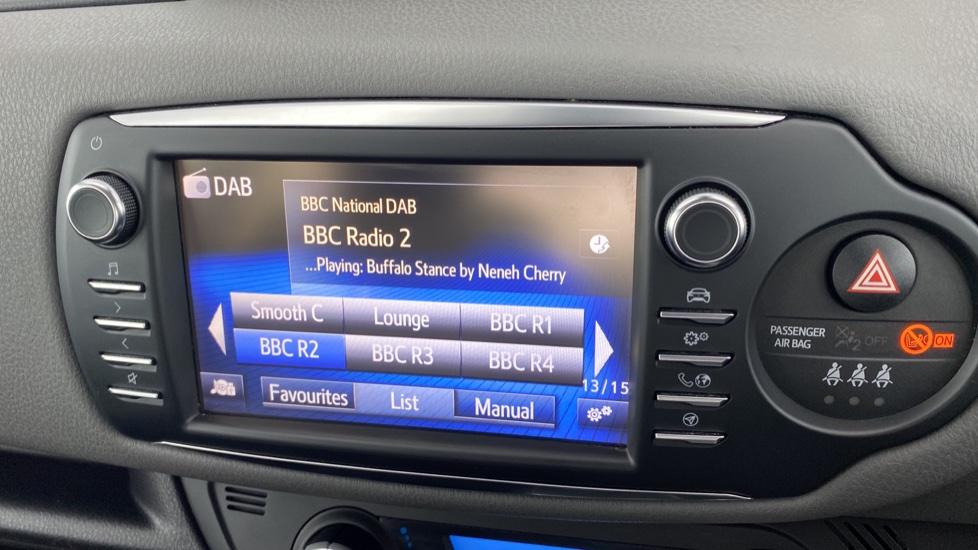 DAB
BBC National DAB
BBC Radio 2
...Playing: Buffalo Stance by Neneh Cherry
Smooth C Lounge BBC R1
BBC R2 BBC R3 BBC R4
13/15
Favourites List Manual
PASSENGER
AIR BAG
OFF
ON